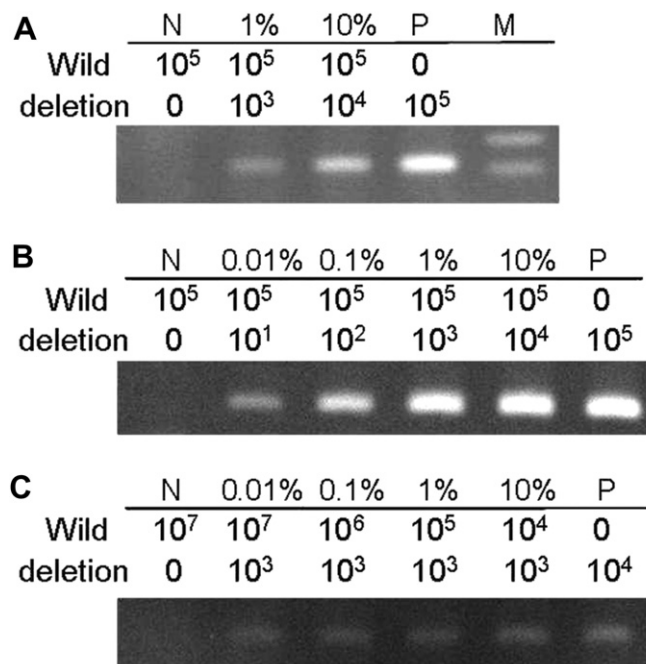 A N 1% 10% P M
Wild 10⁵ 10⁵ 10⁵ 0
deletion 0 10³ 10⁴ 10⁵
B N 0.01% 0.1% 1% 10% P
Wild 10⁵ 10⁵ 10⁵ 10⁵ 10⁵ 0
deletion 0 10¹ 10² 10³ 10⁴ 10⁵
C N 0.01% 0.1% 1% 10% P
Wild 10⁷ 10⁷ 10⁶ 10⁵ 10⁴ 0
deletion 0 10³ 10³ 10³ 10³ 10⁴